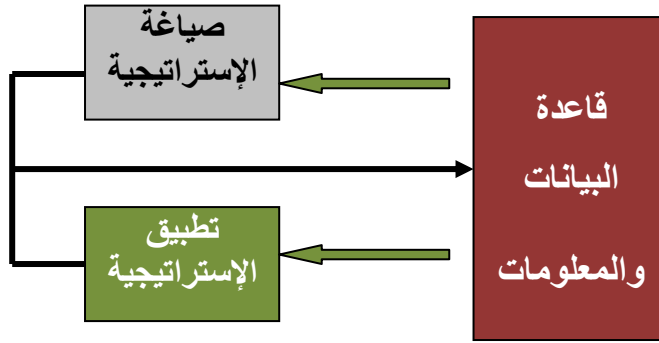 صياغة
الإستراتيجية
قاعدة
البيانات
والمعلومات
تطبيق
الإستراتيجية